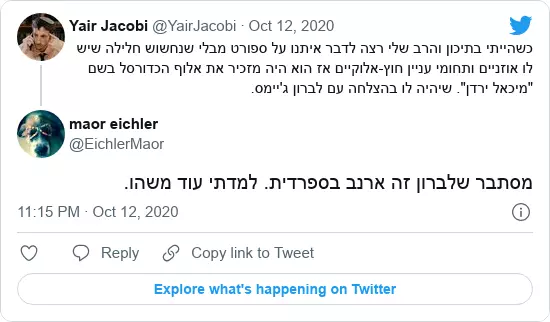 Yair Jacobi @YairJacobi · Oct 12, 2020
כשהייתי בתיכון והרב שלי רצה לדבר איתנו על ספורט מבלי שנחשוש חלילה שיש
לו אוזניים ותחומי עניין חוץ-אלוקיים אז הוא היה מזכיר את אלוף הכדורסל בשם
"מיכאל ירדן". שיהיה לו בהצלחה עם לברון ג'יימס.
maor eichler
@EichlerMaor
מסתבר שלברון זה ארנב בספרדית. למדתי עוד משהו.
11:15 PM · Oct 12, 2020
Reply Copy link to Tweet
Explore what's happening on Twitter